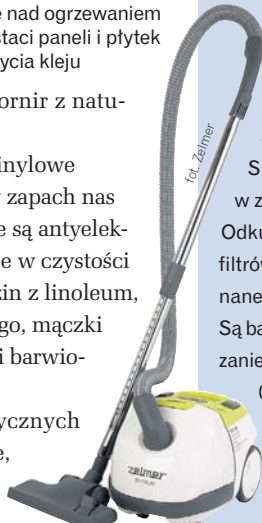 e nad ogrzewaniem
staci paneli i płytek
ycia kleju
ornir z natu-
inylowe
y zapach nas
e są antyelek-
e w czystości
zin z linoleum,
go, mączki
i barwio-
ycznych
e,
fot. Zelmer
S
w z
Odku
filtrów
nane
Są ba
zanie
zelmer